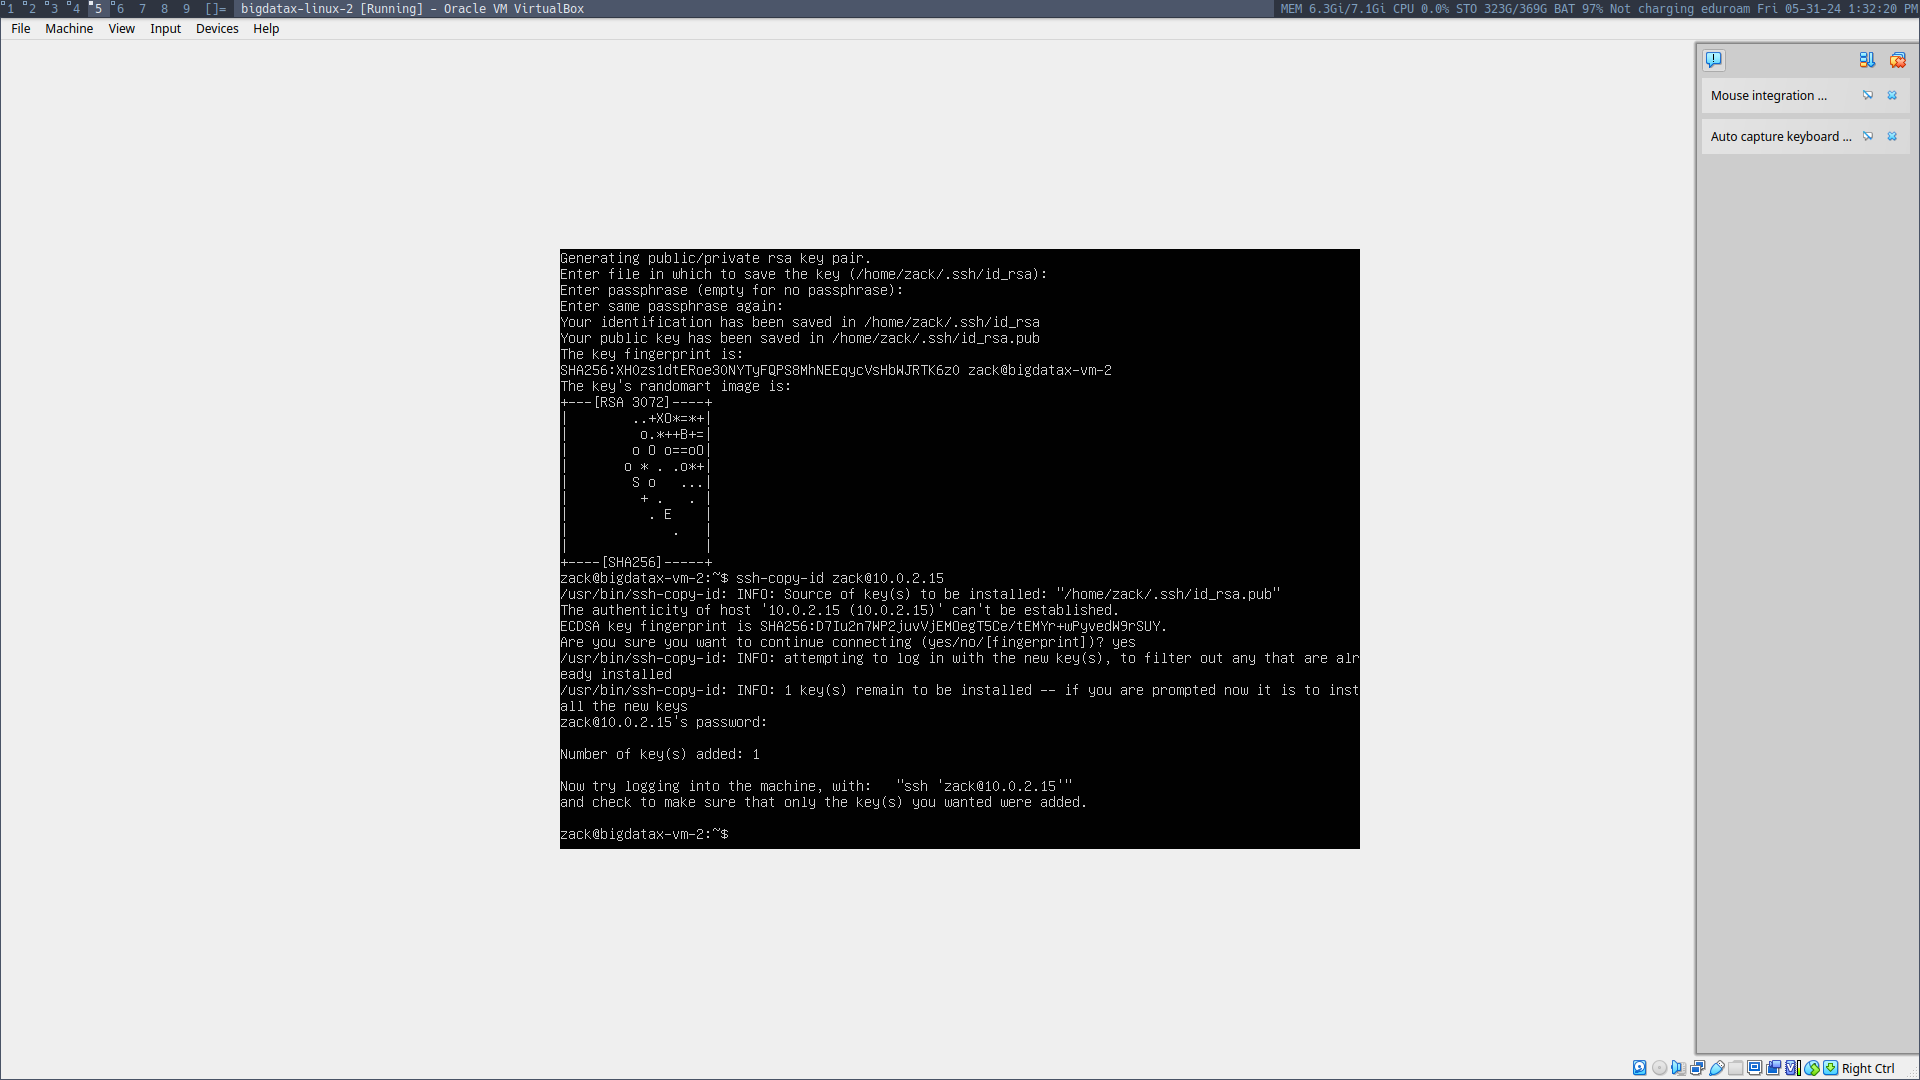 1 2 3 4 5 6 7 8 9 []= bigdatax-linux-2 [Running] - Oracle VM VirtualBox MEM 6.3Gi/7.1Gi CPU 0.0% STO 323G/369G BAT 97% Not charging eduroam Fri 05-31-24 1:32:20 PM
File Machine View Input Devices Help
Mouse integration ...
Auto capture keyboard ...
Generating public/private rsa key pair.
Enter file in which to save the key (/home/zack/.ssh/id_rsa):
Enter passphrase (empty for no passphrase):
Enter same passphrase again:
Your identification has been saved in /home/zack/.ssh/id_rsa
Your public key has been saved in /home/zack/.ssh/id_rsa.pub
The key fingerprint is:
SHA256:XH0zs1dtERoe3ONYTyFQPS8MhNEEqycVsHbWJRTK6z0 zack@bigdatax-vm-2
The key's randomart image is:
+---[RSA 3072]----+
|        ..+XO*=*+|
|         o.*++B+=|
|        o O o==oO|
|       o * . .o*+|
|        S o   ...|
|         + .   . |
|          . E    |
|             .   |
|                 |
+----[SHA256]-----+
zack@bigdatax-vm-2:~$ ssh-copy-id zack@10.0.2.15
/usr/bin/ssh-copy-id: INFO: Source of key(s) to be installed: "/home/zack/.ssh/id_rsa.pub"
The authenticity of host '10.0.2.15 (10.0.2.15)' can't be established.
ECDSA key fingerprint is SHA256:D7Iu2n7WP2juvVjEMOegT5Ce/tEMYr+wPyvedW9rSUY.
Are you sure you want to continue connecting (yes/no/[fingerprint])? yes
/usr/bin/ssh-copy-id: INFO: attempting to log in with the new key(s), to filter out any that are alr
eady installed
/usr/bin/ssh-copy-id: INFO: 1 key(s) remain to be installed -- if you are prompted now it is to inst
all the new keys
zack@10.0.2.15's password:
Number of key(s) added: 1
Now try logging into the machine, with:   "ssh 'zack@10.0.2.15'"
and check to make sure that only the key(s) you wanted were added.
zack@bigdatax-vm-2:~$
Right Ctrl